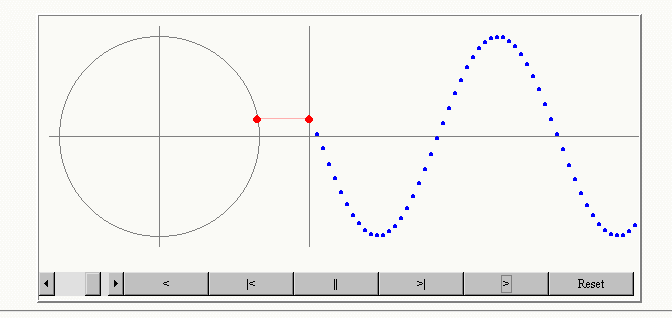 < |< || >| > Reset